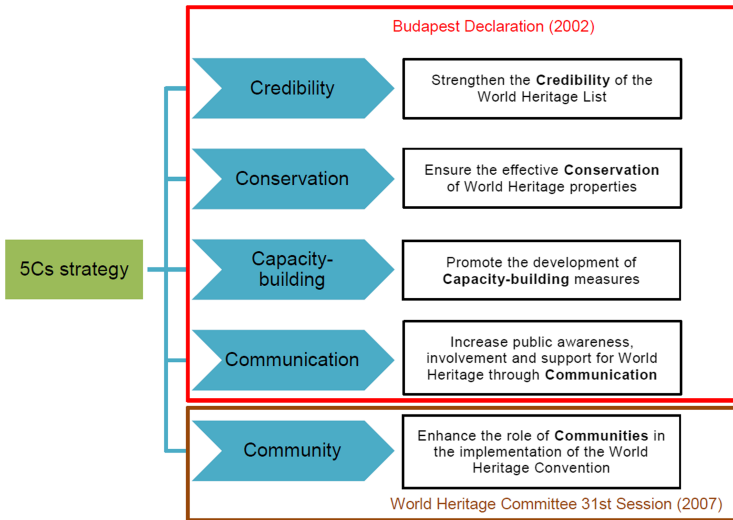 Budapest Declaration (2002)
Credibility
Strengthen the Credibility of the
World Heritage List
Conservation
Ensure the effective Conservation
of World Heritage properties
5Cs strategy
Capacity-
building
Promote the development of
Capacity-building measures
Communication
Increase public awareness,
involvement and support for World
Heritage through Communication
Community
Enhance the role of Communities in
the implementation of the World
Heritage Convention
World Heritage Committee 31st Session (2007)